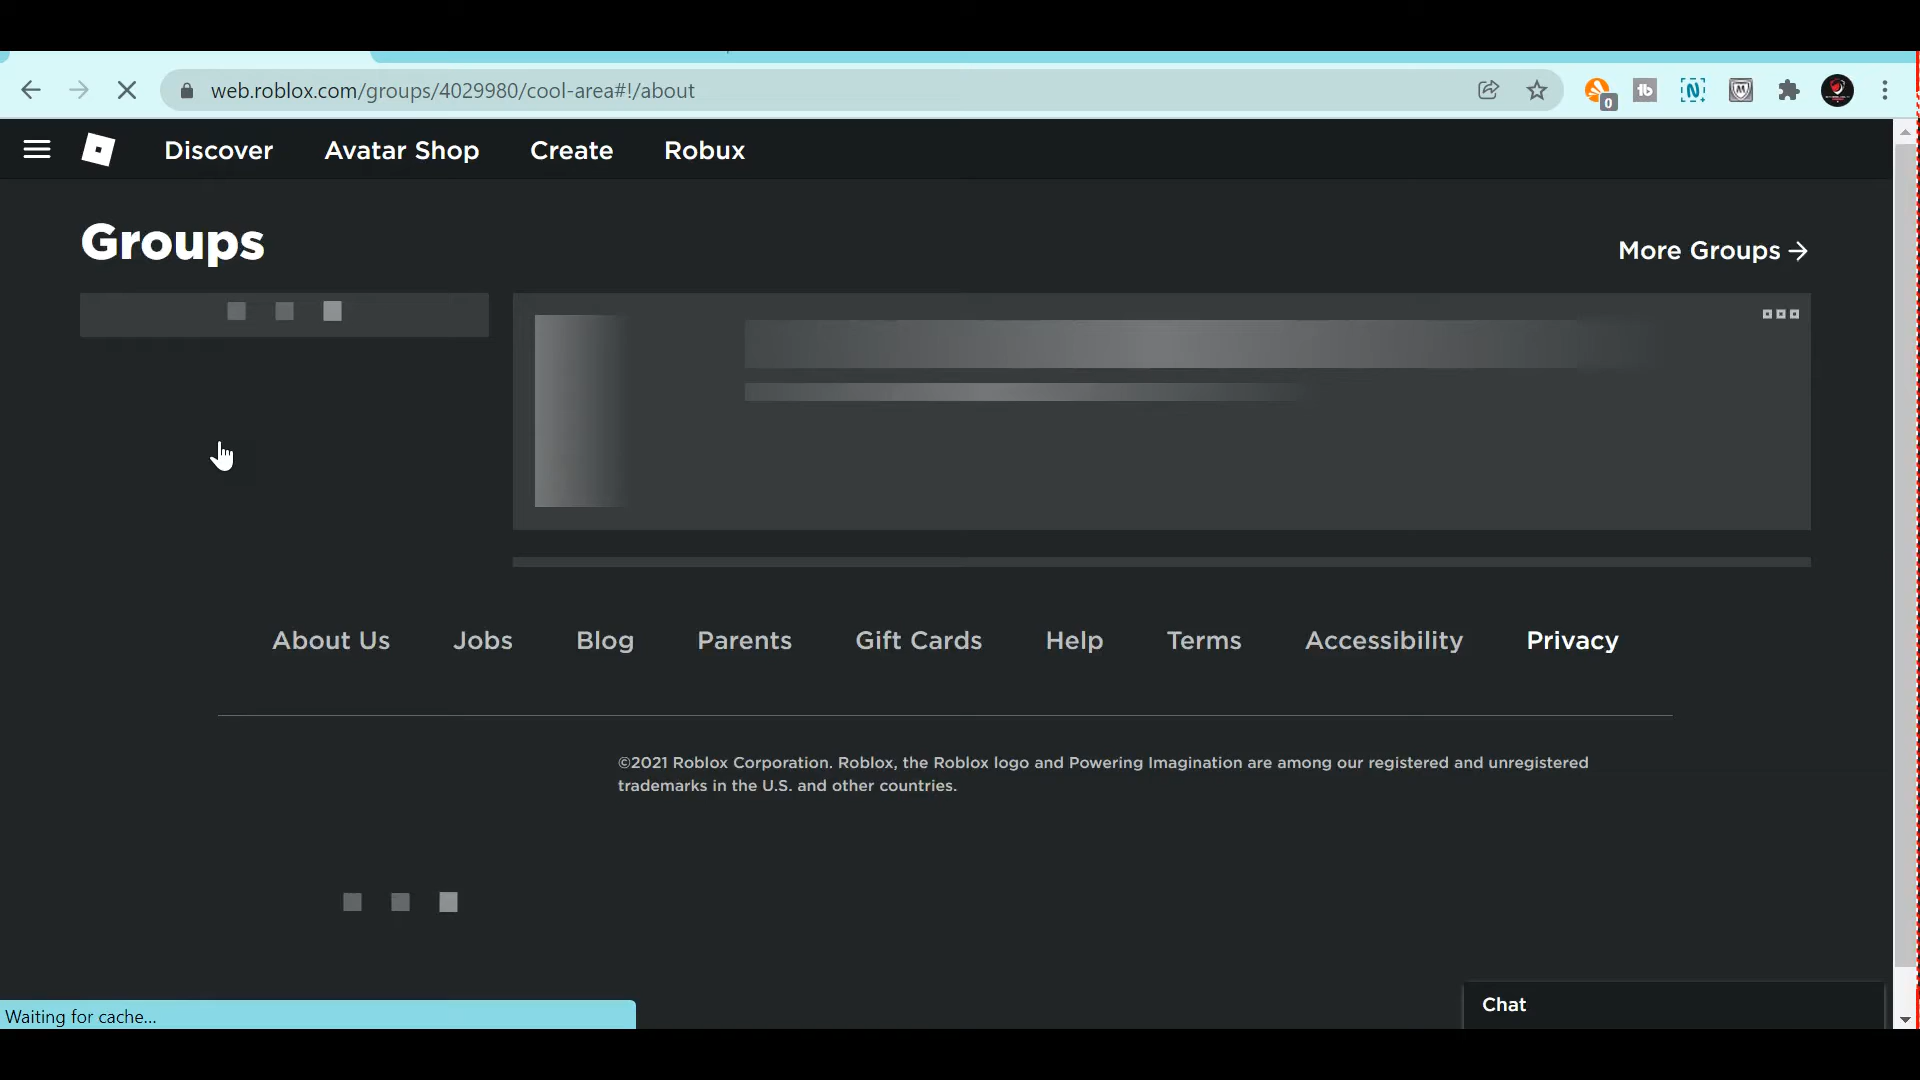 web.roblox.com/groups/4029980/cool-area#!/about
0
tb
N
M
Discover Avatar Shop Create Robux
Groups
More Groups
About Us Jobs Blog Parents Gift Cards Help Terms Accessibility Privacy
©2021 Roblox Corporation. Roblox, the Roblox logo and Powering Imagination are among our registered and unregistered
trademarks in the U.S. and other countries.
Chat
Waiting for cache...